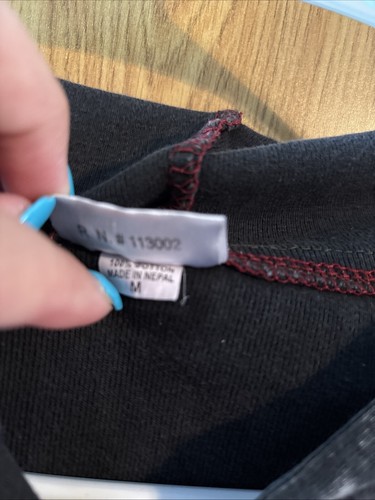 R N # 113002
100% COTTON
MADE IN NEPAL
M